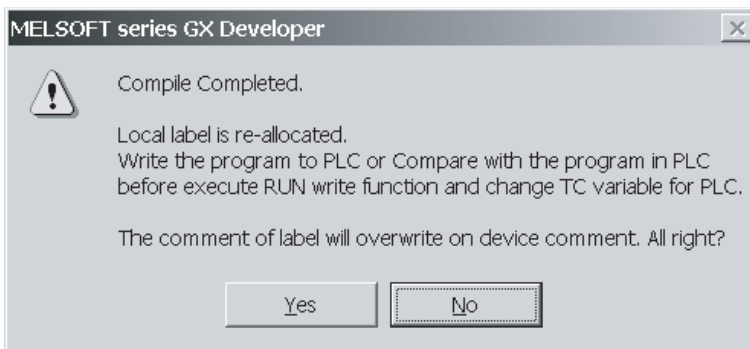 MELSOFT series GX Developer
Compile Completed.
Local label is re-allocated.
Write the program to PLC or Compare with the program in PLC
before execute RUN write function and change TC variable for PLC.
The comment of label will overwrite on device comment. All right?
Yes No